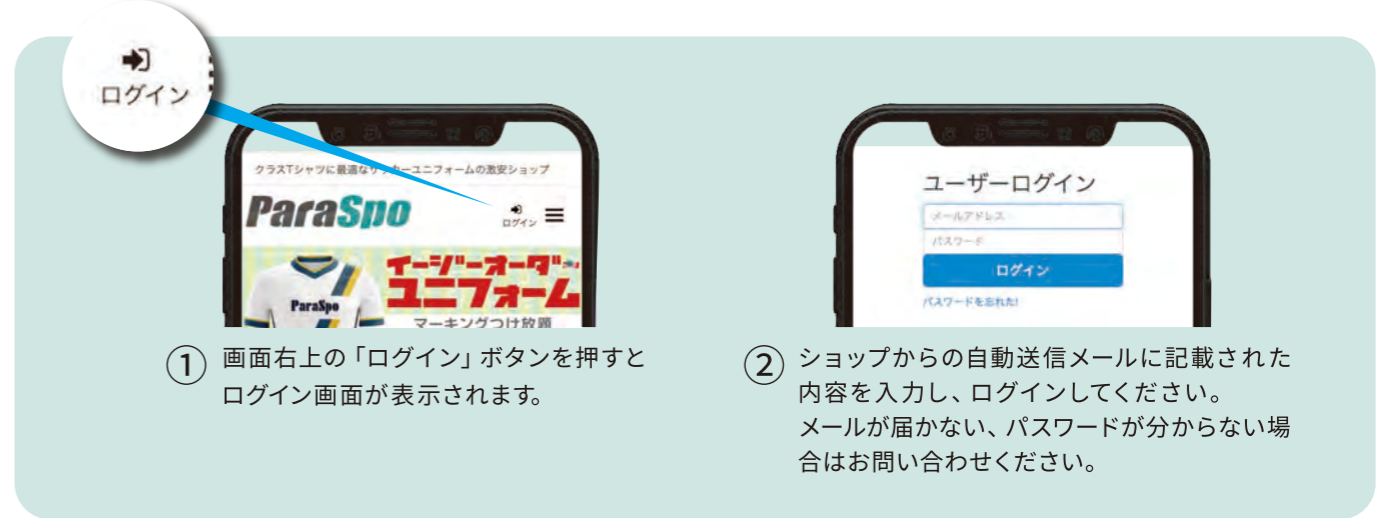 ログイン
クラスTシャツに最適なサッカーユニフォームの激安ショップ
ParaSpo
ログイン
イージーオーダー
ユニフォーム
ParaSpo
マーキングつけ放題
① 画面右上の「ログイン」ボタンを押すと
ログイン画面が表示されます。
ユーザーログイン
メールアドレス
パスワード
ログイン
パスワードを忘れた!
② ショップからの自動送信メールに記載された
内容を入力し、ログインしてください。
メールが届かない、パスワードが分からない場
合はお問い合わせください。